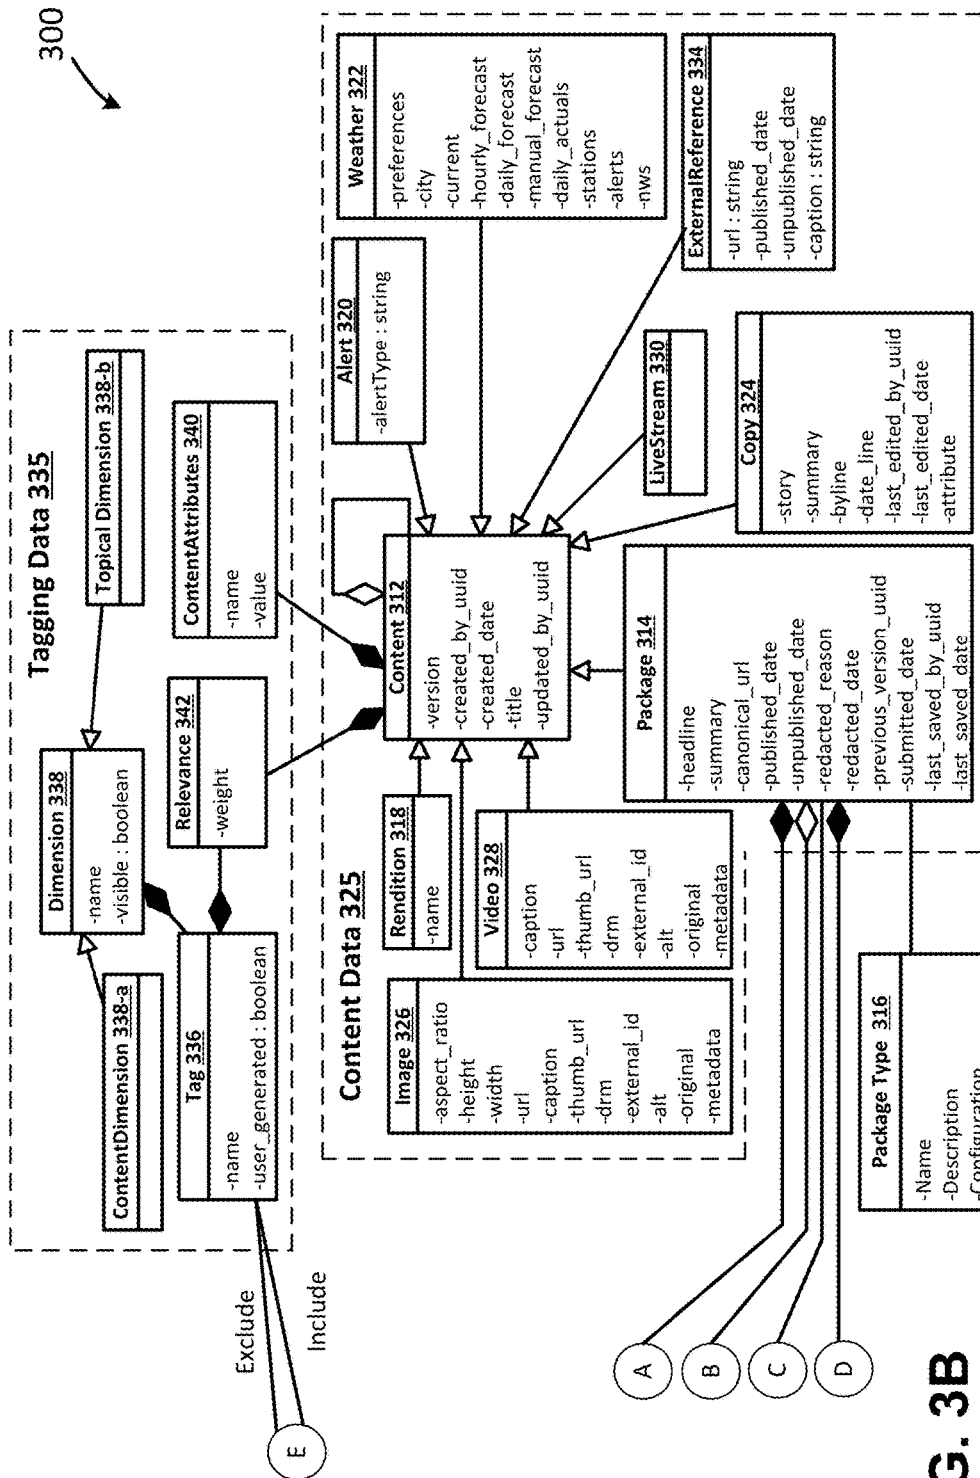 300
Tagging Data 335
ContentDimension 338-a
Dimension 338
-name
-visible : boolean
Topical Dimension 338-b
Tag 336
-name
-user_generated : boolean
Relevance 342
-weight
ContentAttributes 340
-name
-value
Exclude
Include
E
Content Data 325
Image 326
-aspect_ratio
-height
-width
-url
-caption
-thumb_url
-drm
-external_id
-alt
-original
-metadata
Rendition 318
-name
Video 328
-caption
-url
-thumb_url
-drm
-external_id
-alt
-original
-metadata
Content 312
-version
-created_by_uuid
-created_date
-title
-updated_by_uuid
Alert 320
-alertType : string
Weather 322
-preferences
-city
-current
-hourly_forecast
-daily_forecast
-manual_forecast
-daily_actuals
-stations
-alerts
-nws
LiveStream 330
ExternalReference 334
-url : string
-published_date
-unpublished_date
-caption : string
Package 314
-headline
-summary
-canonical_url
-published_date
-unpublished_date
-redacted_reason
-redacted_date
-previous_version_uuid
-submitted_date
-last_saved_by_uuid
-last_saved_date
Copy 324
-story
-summary
-byline
-date_line
-last_edited_by_uuid
-last_edited_date
-attribute
A
B
C
D
Package Type 316
-Name
-Description
-Configuration
G. 3B